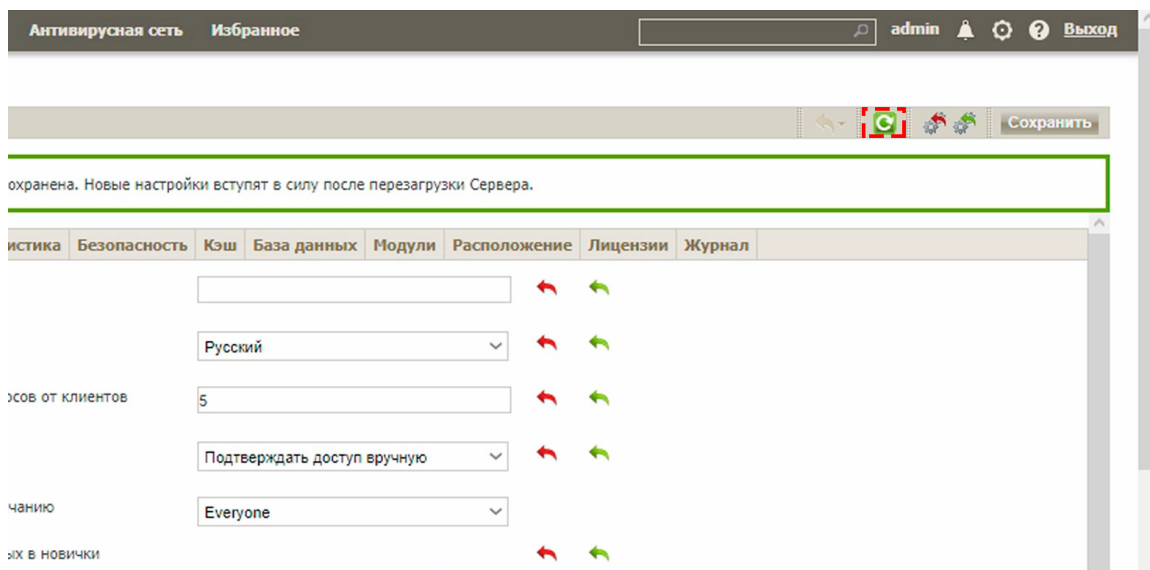 Антивирусная сеть Избранное admin Выход
Сохранить
охранена. Новые настройки вступят в силу после перезагрузки Сервера.
истика Безопасность Кэш База данных Модули Расположение Лицензии Журнал
Русский
осов от клиентов 5
Подтверждать доступ вручную
чанию Everyone
ых в новички